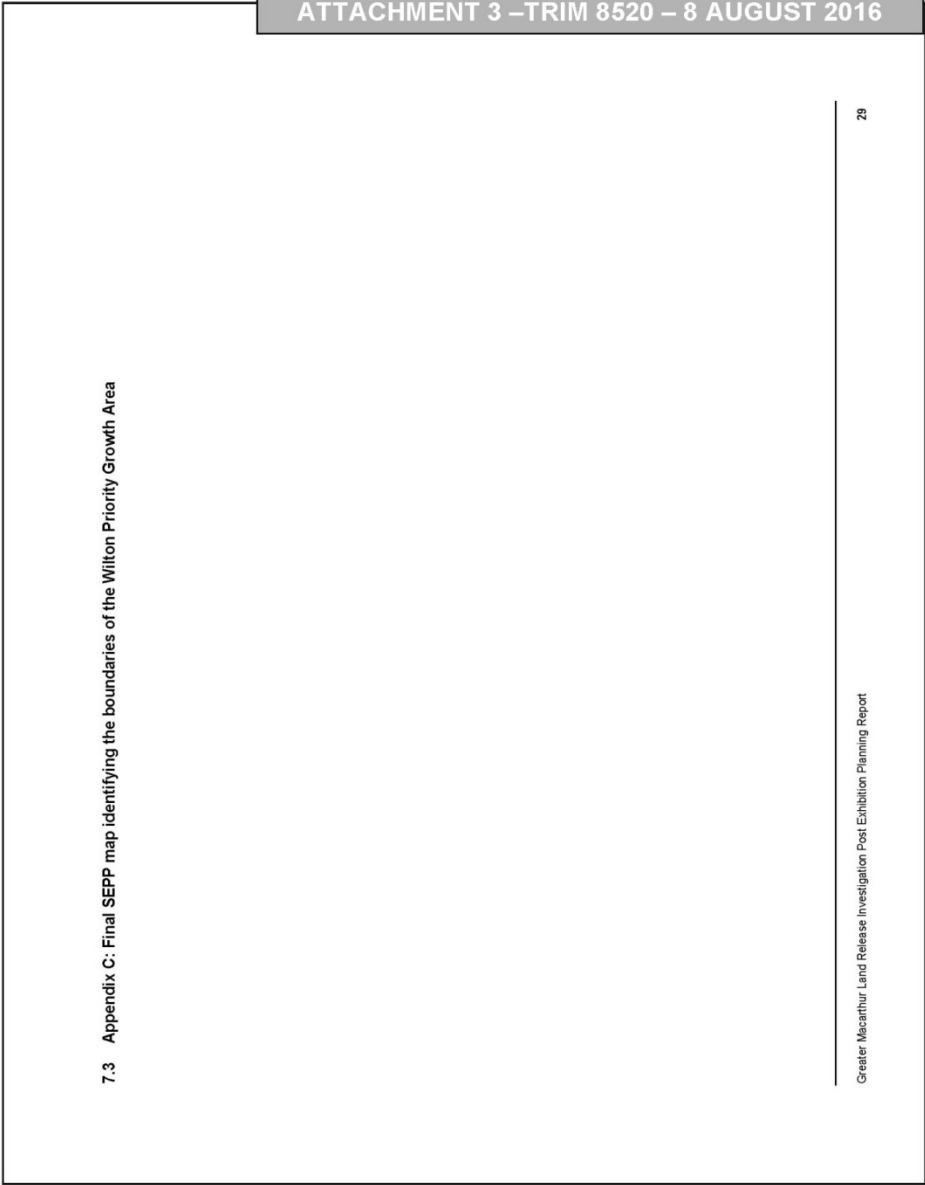 ATTACHMENT 3 –TRIM 8520 – 8 AUGUST 2016
7.3 Appendix C: Final SEPP map identifying the boundaries of the Wilton Priority Growth Area
Greater Macarthur Land Release Investigation Post Exhibition Planning Report 29